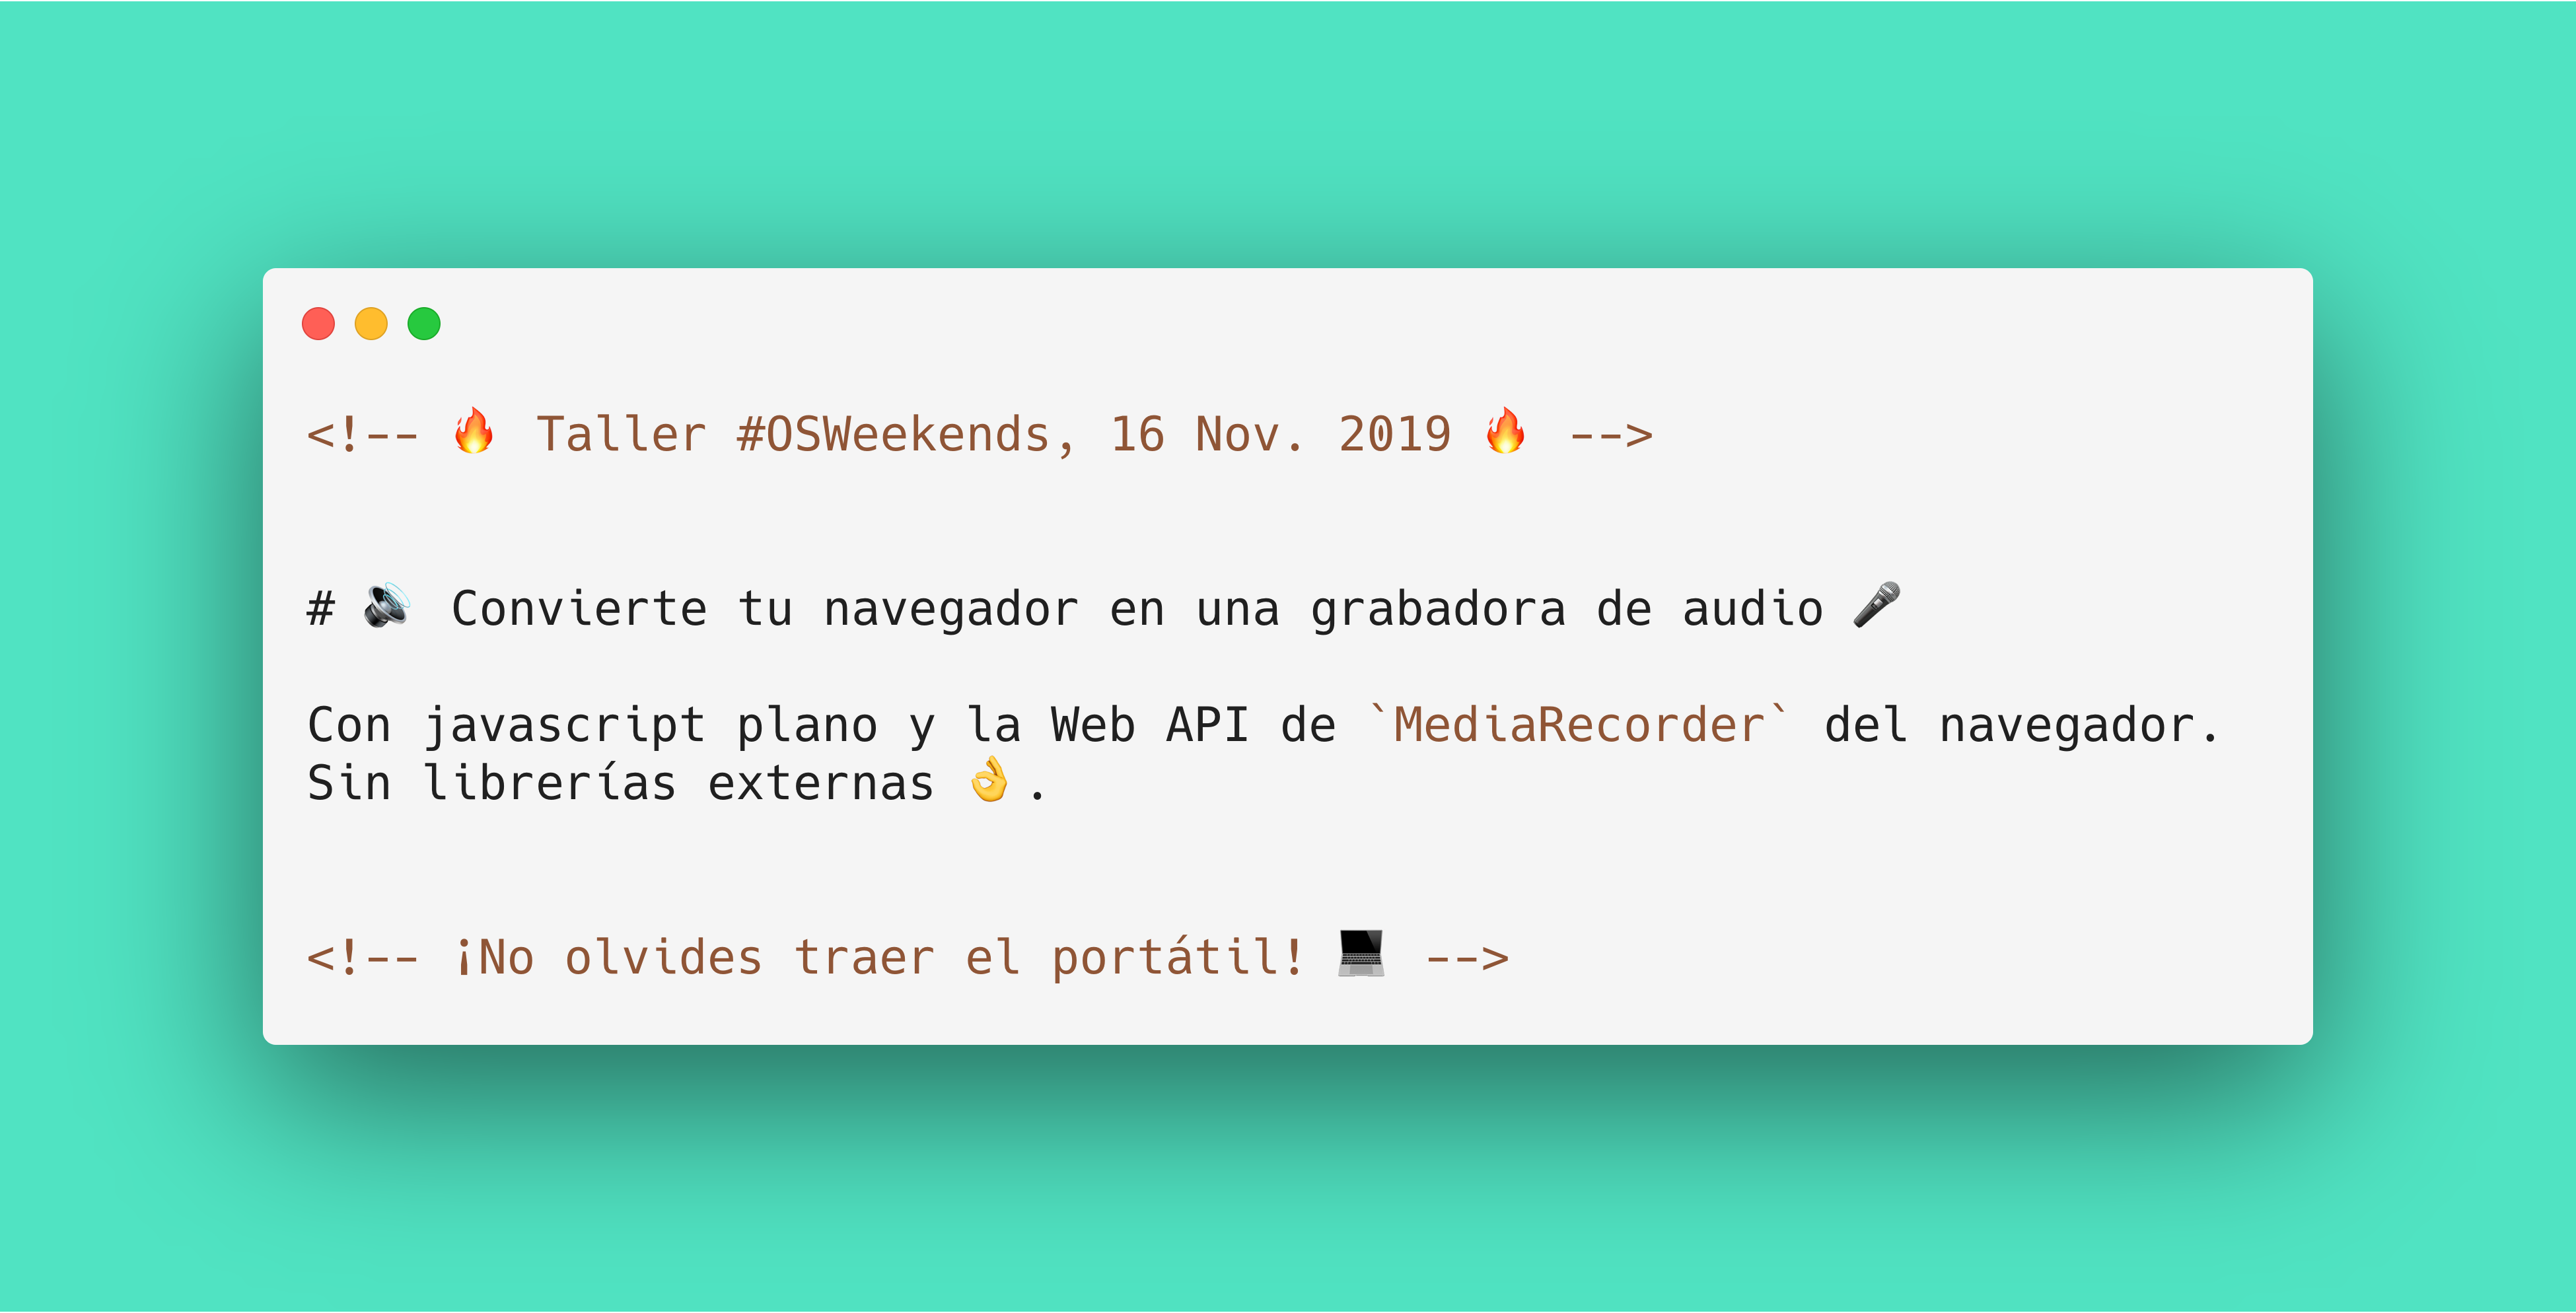 <!-- 🔥 Taller #OSWeekends, 16 Nov. 2019 🔥 -->
# 🔊 Convierte tu navegador en una grabadora de audio 🎤
Con javascript plano y la Web API de `MediaRecorder` del navegador.
Sin librerías externas 👌 .
<!-- ¡No olvides traer el portátil! 💻 -->